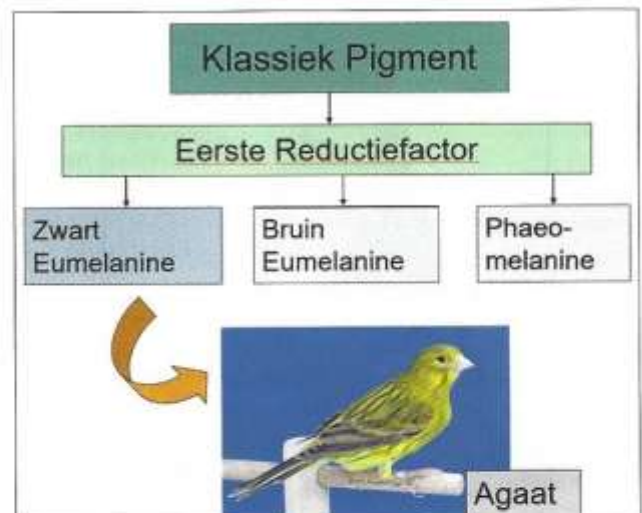 Klassiek Pigment
Eerste Reductiefactor
Zwart
Eumelanine
Bruin
Eumelanine
Phaeo-
melanine
Agaat